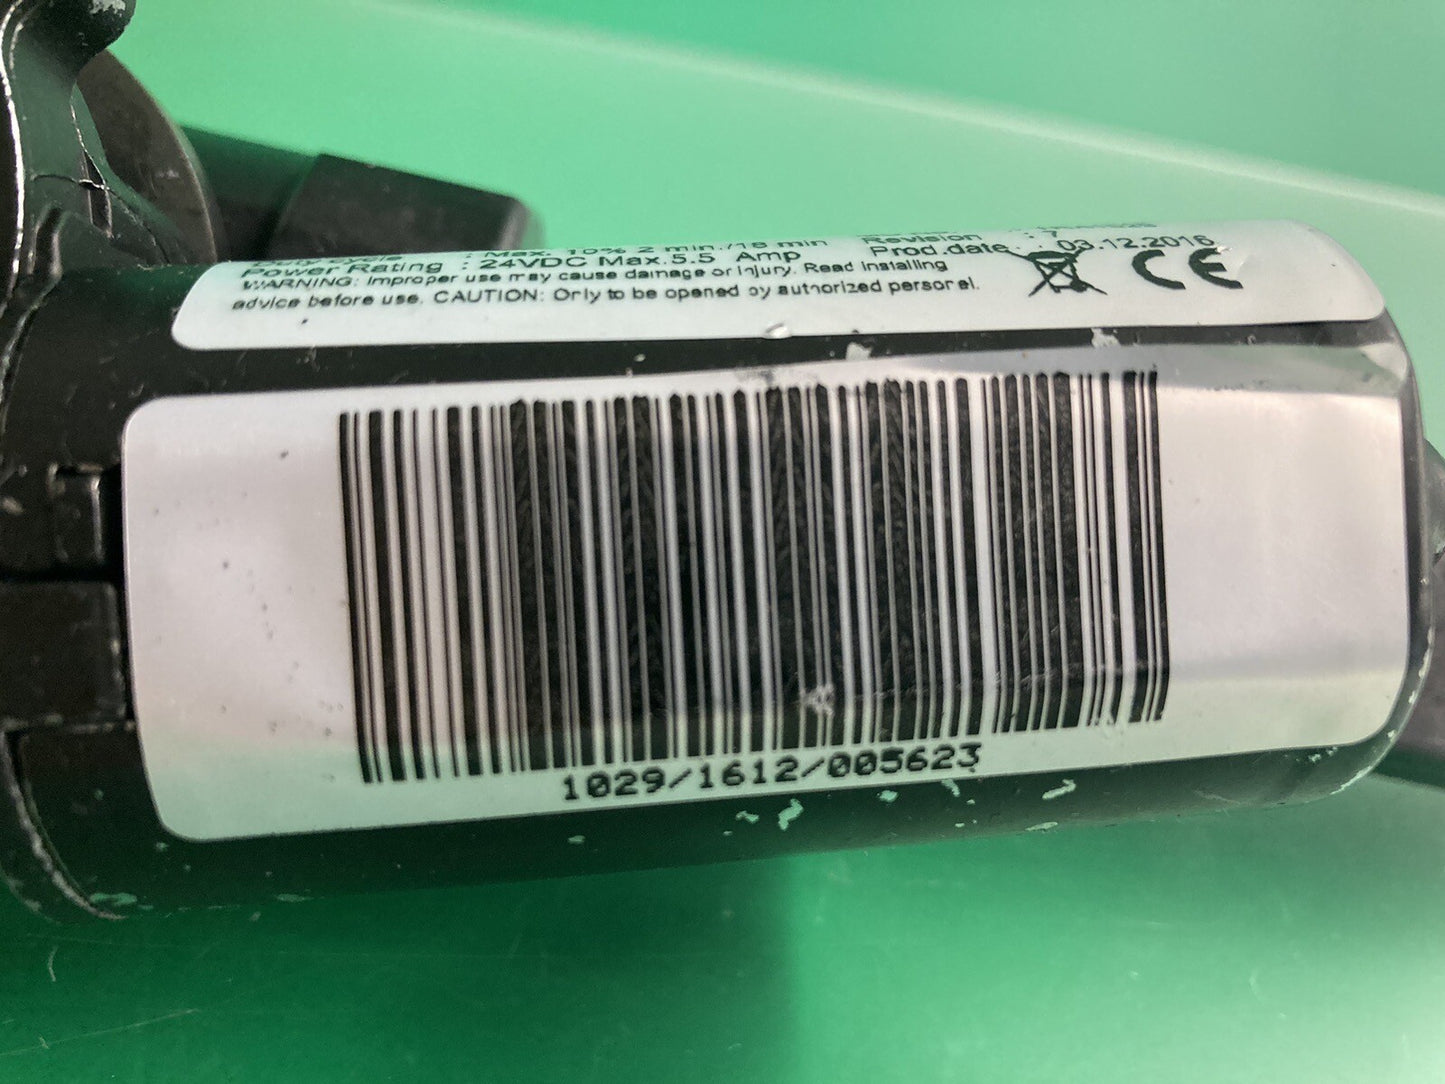 Duty Cycle : Max. 10% 2 min./18 min
Power Rating : 24VDC Max.5.5 Amp
WARNING: Improper use may cause damage or injury. Read Installing
advice before use. CAUTION: Only to be opened by authorized personel.
Revision : 7
Prod.date. : 03.12.2016
CE
1029/1612/005623